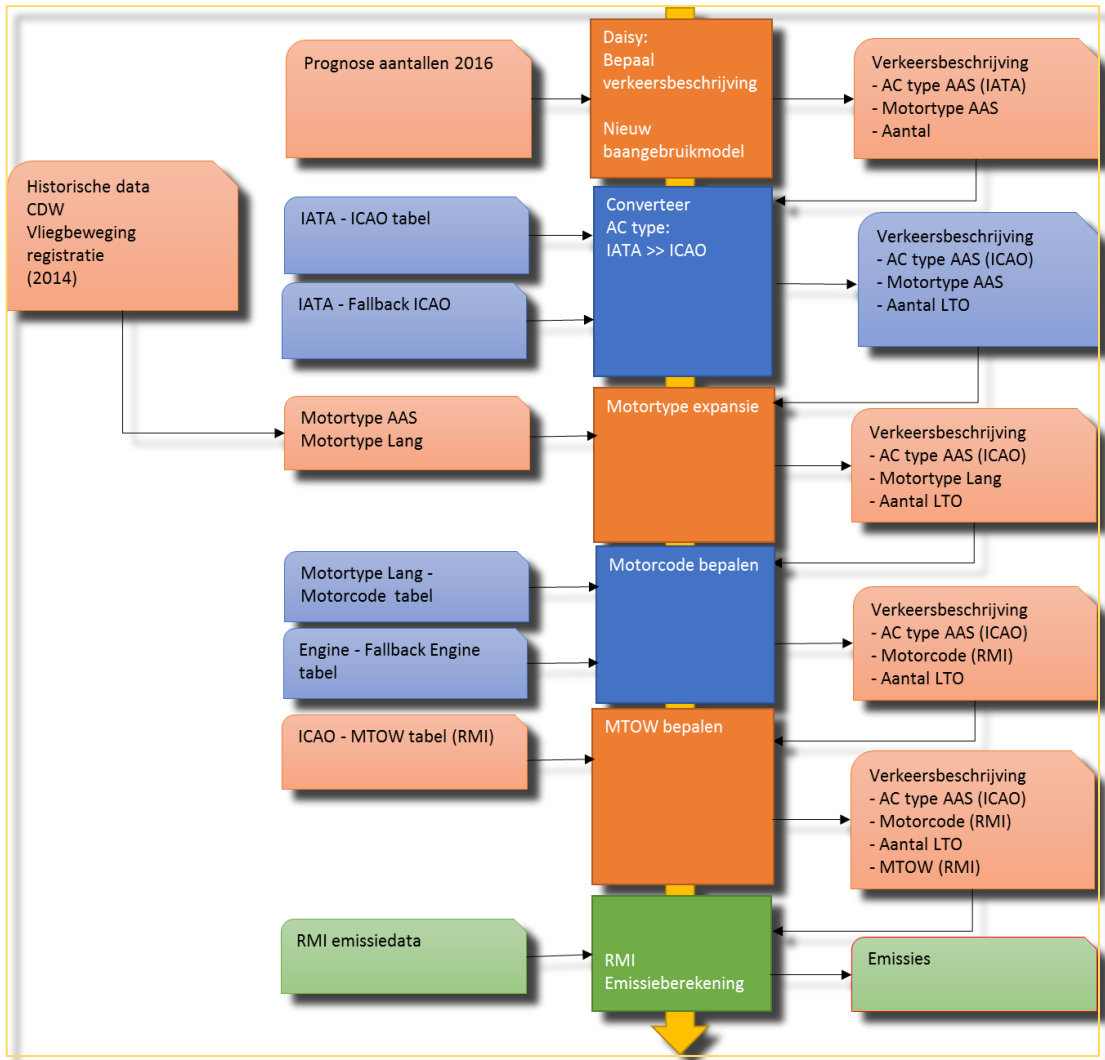 Prognose aantallen 2016
Daisy:
Bepaal
verkeersbeschrijving
Nieuw
baangebruikmodel
Verkeersbeschrijving
- AC type AAS (IATA)
- Motortype AAS
- Aantal
Historische data
CDW
Vliegbeweging
registratie
(2014)
IATA - ICAO tabel
IATA - Fallback ICAO
Converteer
AC type:
IATA >> ICAO
Verkeersbeschrijving
- AC type AAS (ICAO)
- Motortype AAS
- Aantal LTO
Motortype AAS
Motortype Lang
Motortype expansie
Verkeersbeschrijving
- AC type AAS (ICAO)
- Motortype Lang
- Aantal LTO
Motortype Lang -
Motorcode tabel
Engine - Fallback Engine
tabel
Motorcode bepalen
Verkeersbeschrijving
- AC type AAS (ICAO)
- Motorcode (RMI)
- Aantal LTO
ICAO - MTOW tabel (RMI)
MTOW bepalen
Verkeersbeschrijving
- AC type AAS (ICAO)
- Motorcode (RMI)
- Aantal LTO
- MTOW (RMI)
RMI emissiedata
RMI
Emissieberekening
Emissies